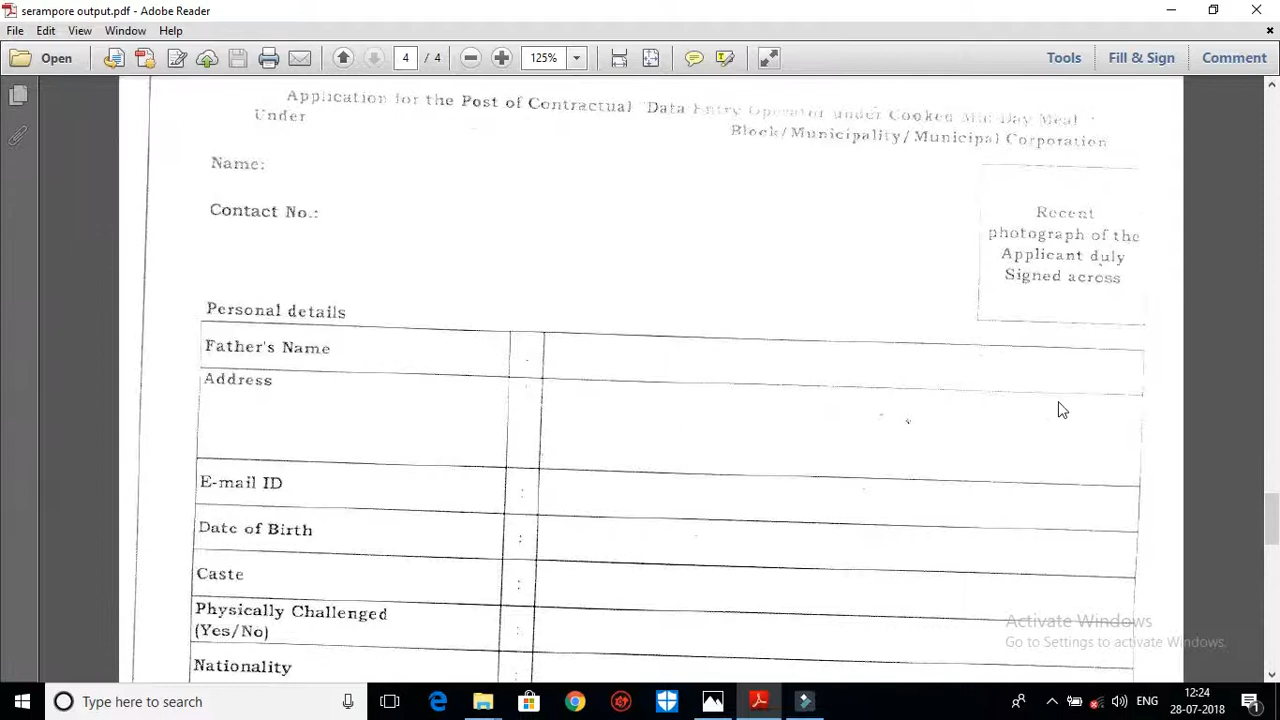 serampore output.pdf - Adobe Reader
File Edit View Window Help
Open 4 / 4 125% Tools Fill & Sign Comment
Application for the Post of Contractual 'Data Entry Operator under Cooked Mid Day Meal '
Under Block/Municipality/Municipal Corporation
Name:
Contact No.:
Recent
photograph of the
Applicant duly
Signed across
Personal details
Father's Name :
Address :
E-mail ID :
Date of Birth :
Caste :
Physically Challenged
(Yes/No) :
Nationality :
Activate Windows
Go to Settings to activate Windows.
Type here to search
ENG
12:24
28-07-2018
1